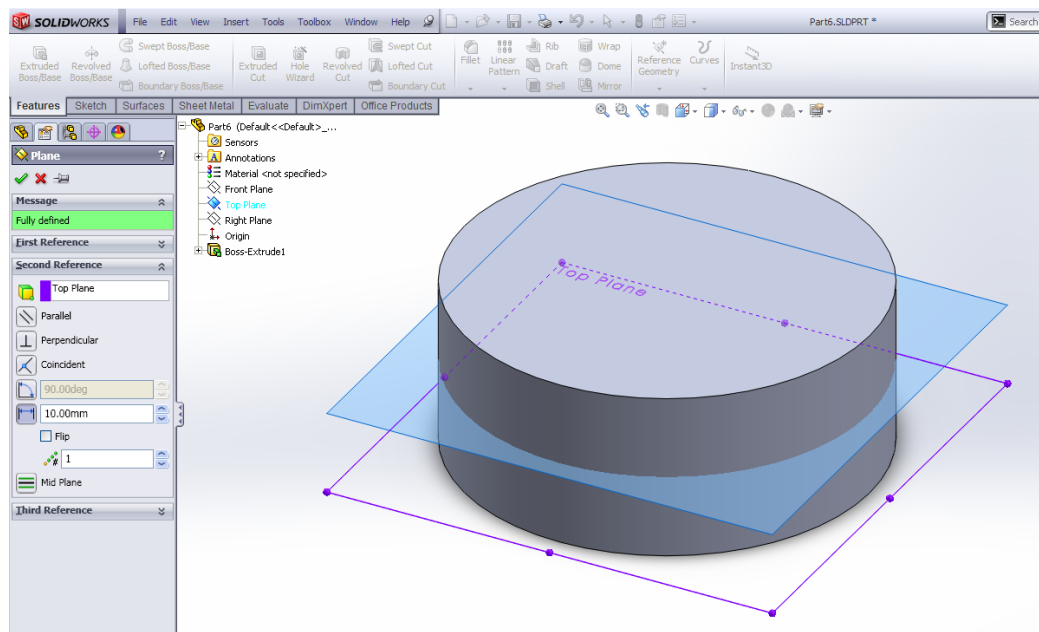 SOLIDWORKS File Edit View Insert Tools Toolbox Window Help Part6.SLDPRT * Search
Extruded Boss/Base
Revolved Boss/Base
Swept Boss/Base
Lofted Boss/Base
Boundary Boss/Base
Extruded Cut
Hole Wizard
Revolved Cut
Swept Cut
Lofted Cut
Boundary Cut
Fillet
Linear Pattern
Rib
Draft
Shell
Wrap
Dome
Mirror
Reference Geometry
Curves
Instant3D
Features Sketch Surfaces Sheet Metal Evaluate DimXpert Office Products
Plane ?
Message
Fully defined
First Reference
Second Reference
Top Plane
Parallel
Perpendicular
Coincident
90.00deg
10.00mm
Flip
# 1
Mid Plane
Third Reference
Part6 (Default<<Default>_...
Sensors
A Annotations
Material <not specified>
Front Plane
Top Plane
Right Plane
Origin
Boss-Extrude1
Top Plane